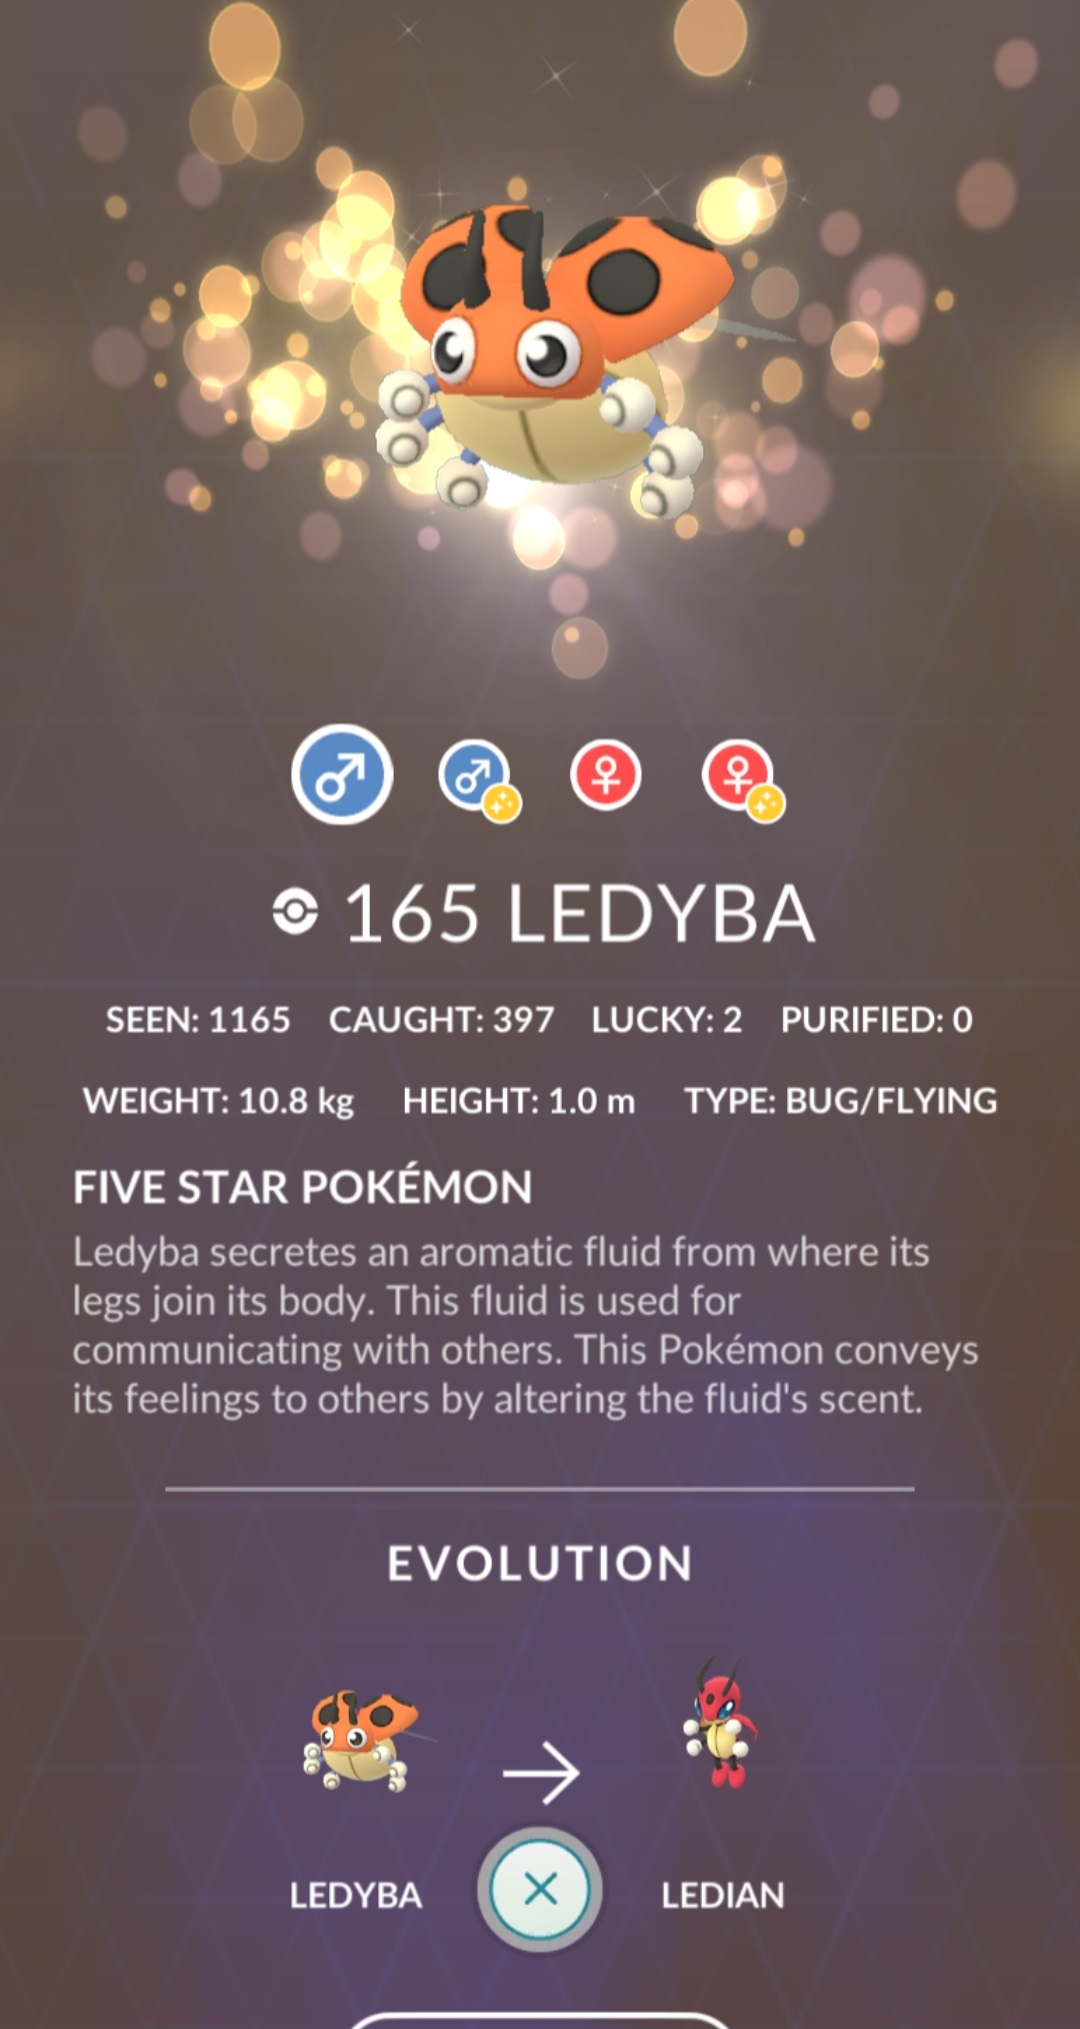 165 LEDYBA
SEEN: 1165 CAUGHT: 397 LUCKY: 2 PURIFIED: 0
WEIGHT: 10.8 kg HEIGHT: 1.0 m TYPE: BUG/FLYING
FIVE STAR POKÉMON
Ledyba secretes an aromatic fluid from where its
legs join its body. This fluid is used for
communicating with others. This Pokémon conveys
its feelings to others by altering the fluid's scent.
EVOLUTION
LEDYBA LEDIAN